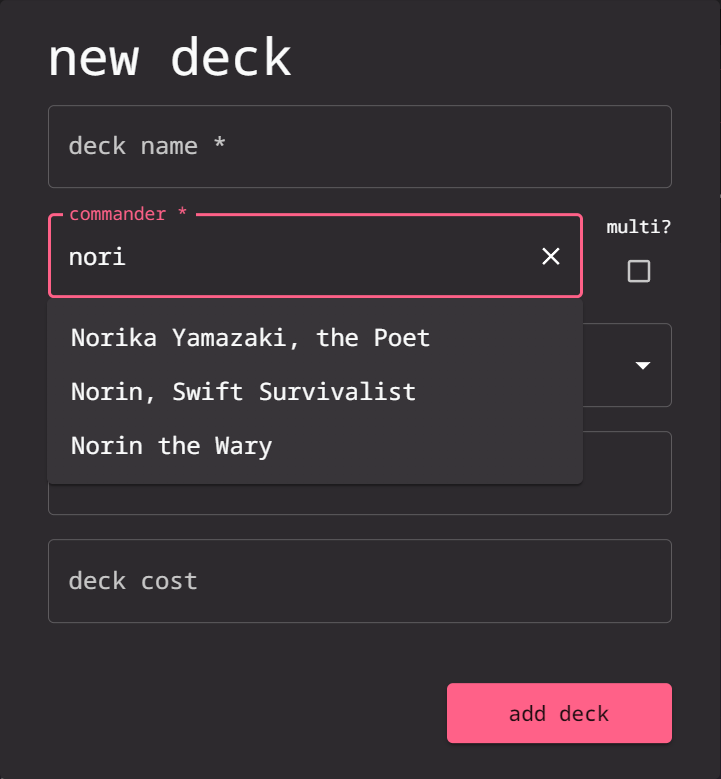 new deck
deck name *
commander *
multi?
nori
Norika Yamazaki, the Poet
Norin, Swift Survivalist
Norin the Wary
deck cost
add deck